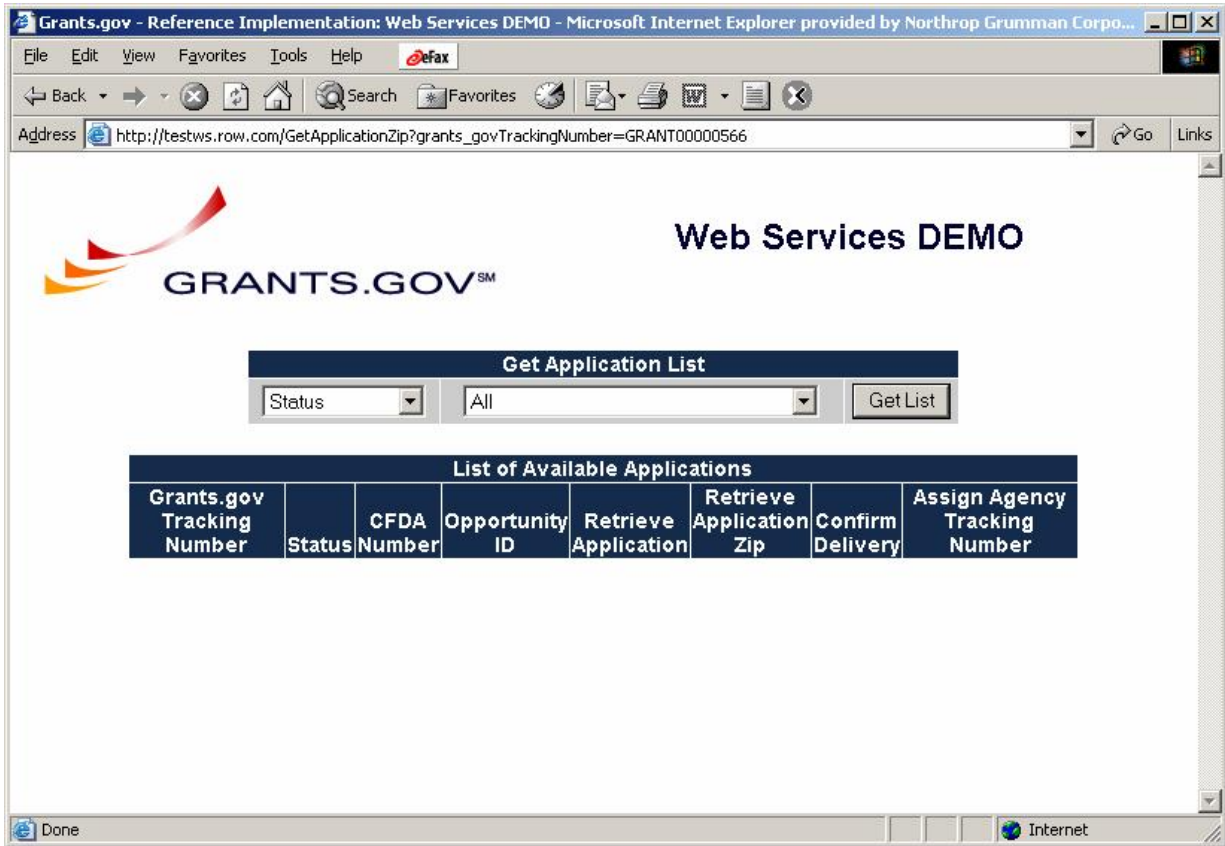 Grants.gov - Reference Implementation: Web Services DEMO - Microsoft Internet Explorer provided by Northrop Grumman Corpo...
File Edit View Favorites Tools Help eFax
Back Search Favorites
Address http://testws.row.com/GetApplicationZip?grants_govTrackingNumber=GRANT00000566 Go Links
Web Services DEMO
GRANTS.GOV℠
Get Application List
Status All Get List
List of Available Applications
Grants.gov Tracking Number
Status
CFDA Number
Opportunity ID
Retrieve Application
Retrieve Application Zip
Confirm Delivery
Assign Agency Tracking Number
Done Internet